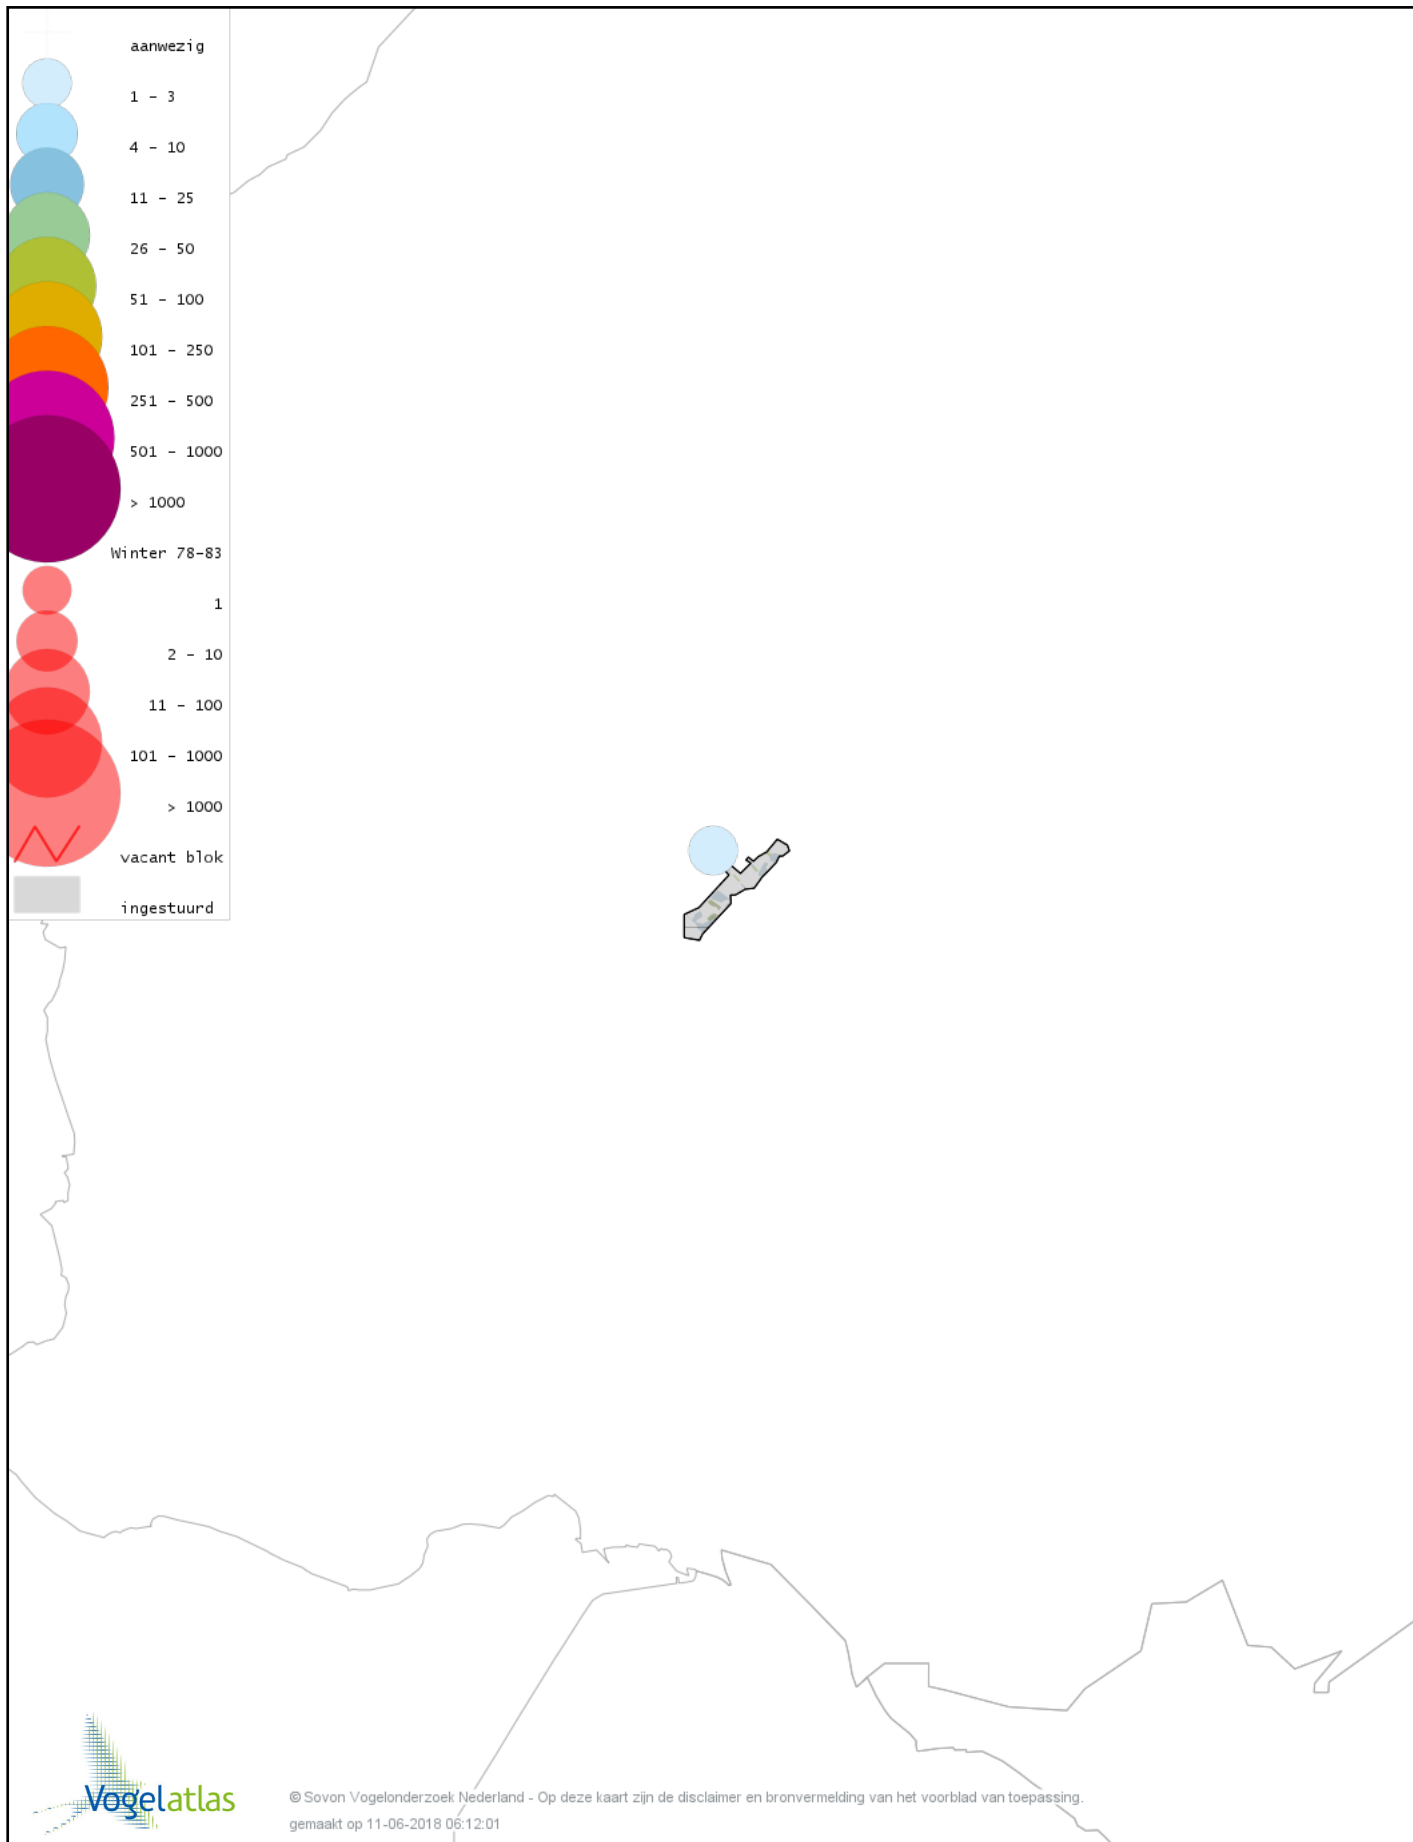 aanwezig
1 - 3
4 - 10
11 - 25
26 - 50
51 - 100
101 - 250
251 - 500
501 - 1000
> 1000
Winter 78-83
1
2 - 10
11 - 100
101 - 1000
> 1000
vacant blok
ingestuurd
Vogelatlas
© Sovon Vogelonderzoek Nederland - Op deze kaart zijn de disclaimer en bronvermelding van het voorblad van toepassing.
gemaakt op 11-06-2018 06:12:01